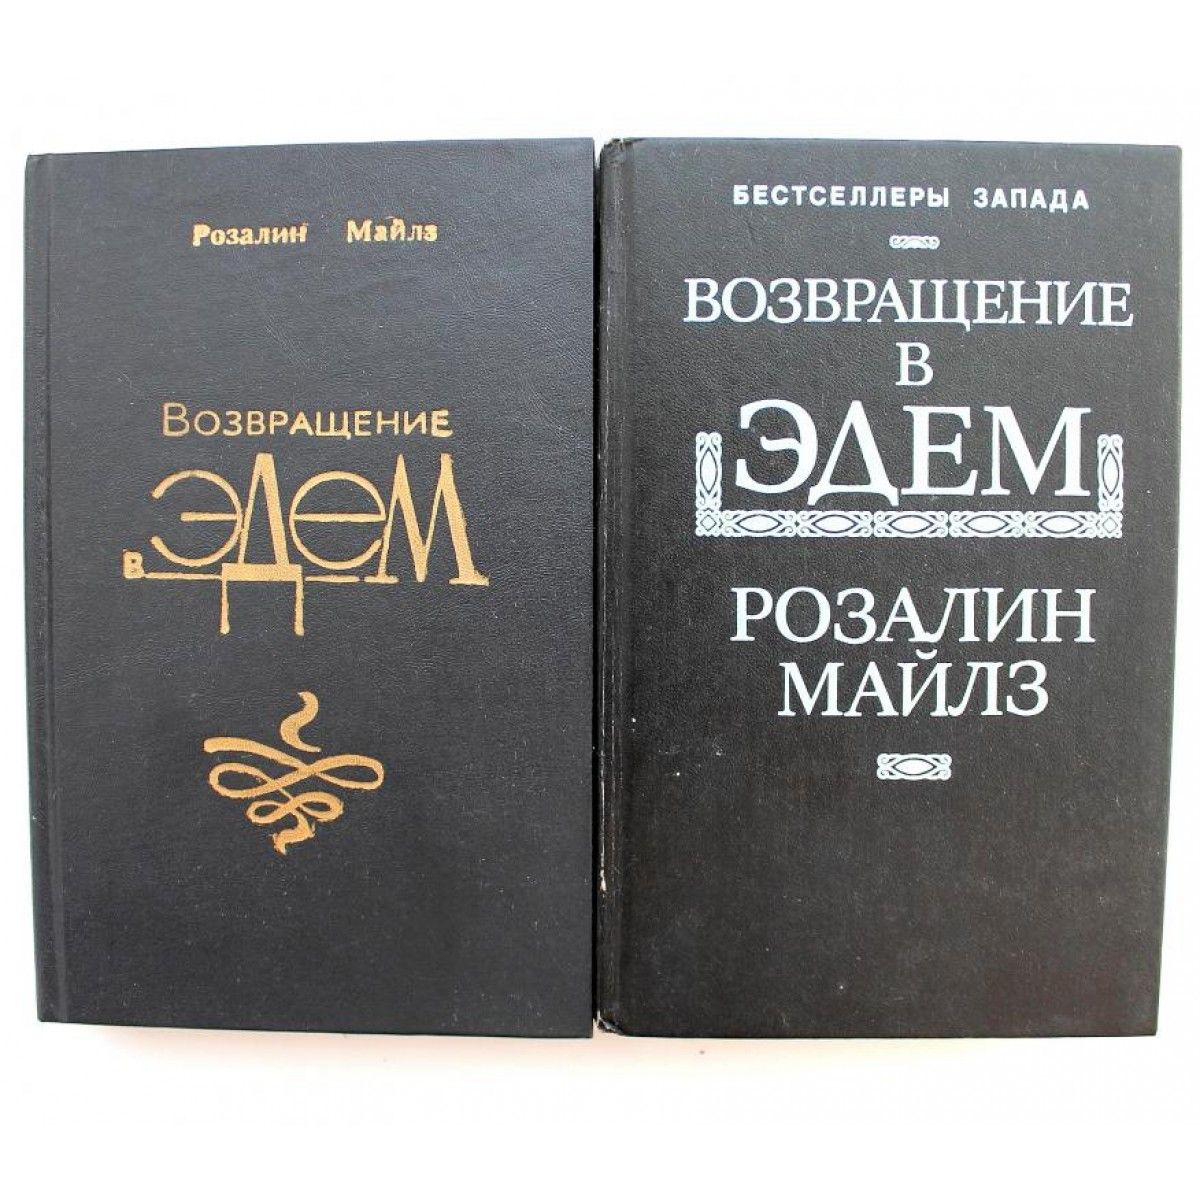 Розалин Майлз
Возвращение
в ЭДеМ
БЕСТСЕЛЛЕРЫ ЗАПАДА
ВОЗВРАЩЕНИЕ
В
ЭДЕМ
РОЗАЛИН
МАЙЛЗ